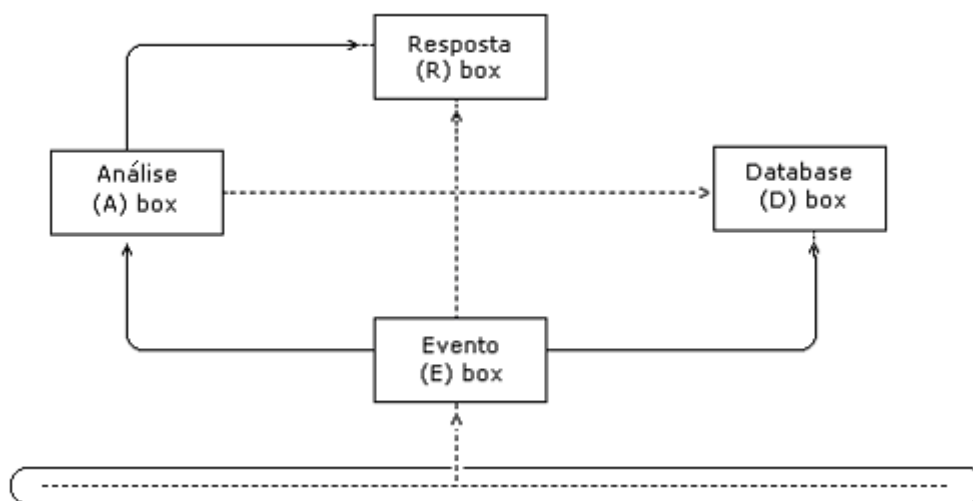 Resposta
(R) box
Análise
(A) box
Database
(D) box
Evento
(E) box